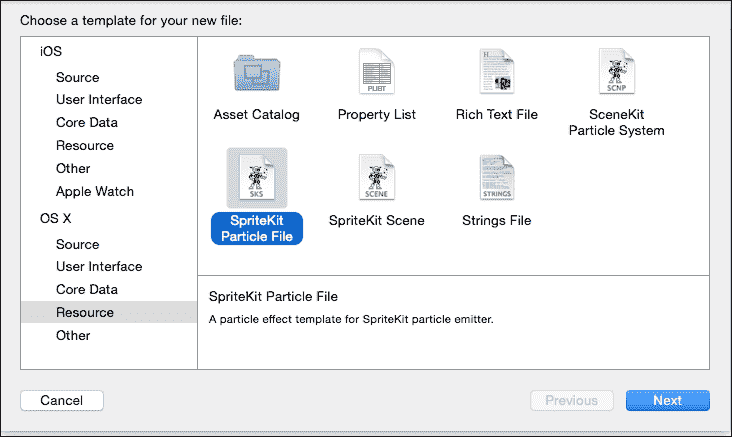 Choose a template for your new file:
iOS
Source
User Interface
Core Data
Resource
Other
Apple Watch
OS X
Source
User Interface
Core Data
Resource
Other
PLIST
SCNP
Asset Catalog
Property List
Rich Text File
SceneKit
Particle System
SKS
SCENE
STRINGS
SpriteKit
Particle File
SpriteKit Scene
Strings File
SpriteKit Particle File
A particle effect template for SpriteKit particle emitter.
Cancel
Previous
Next